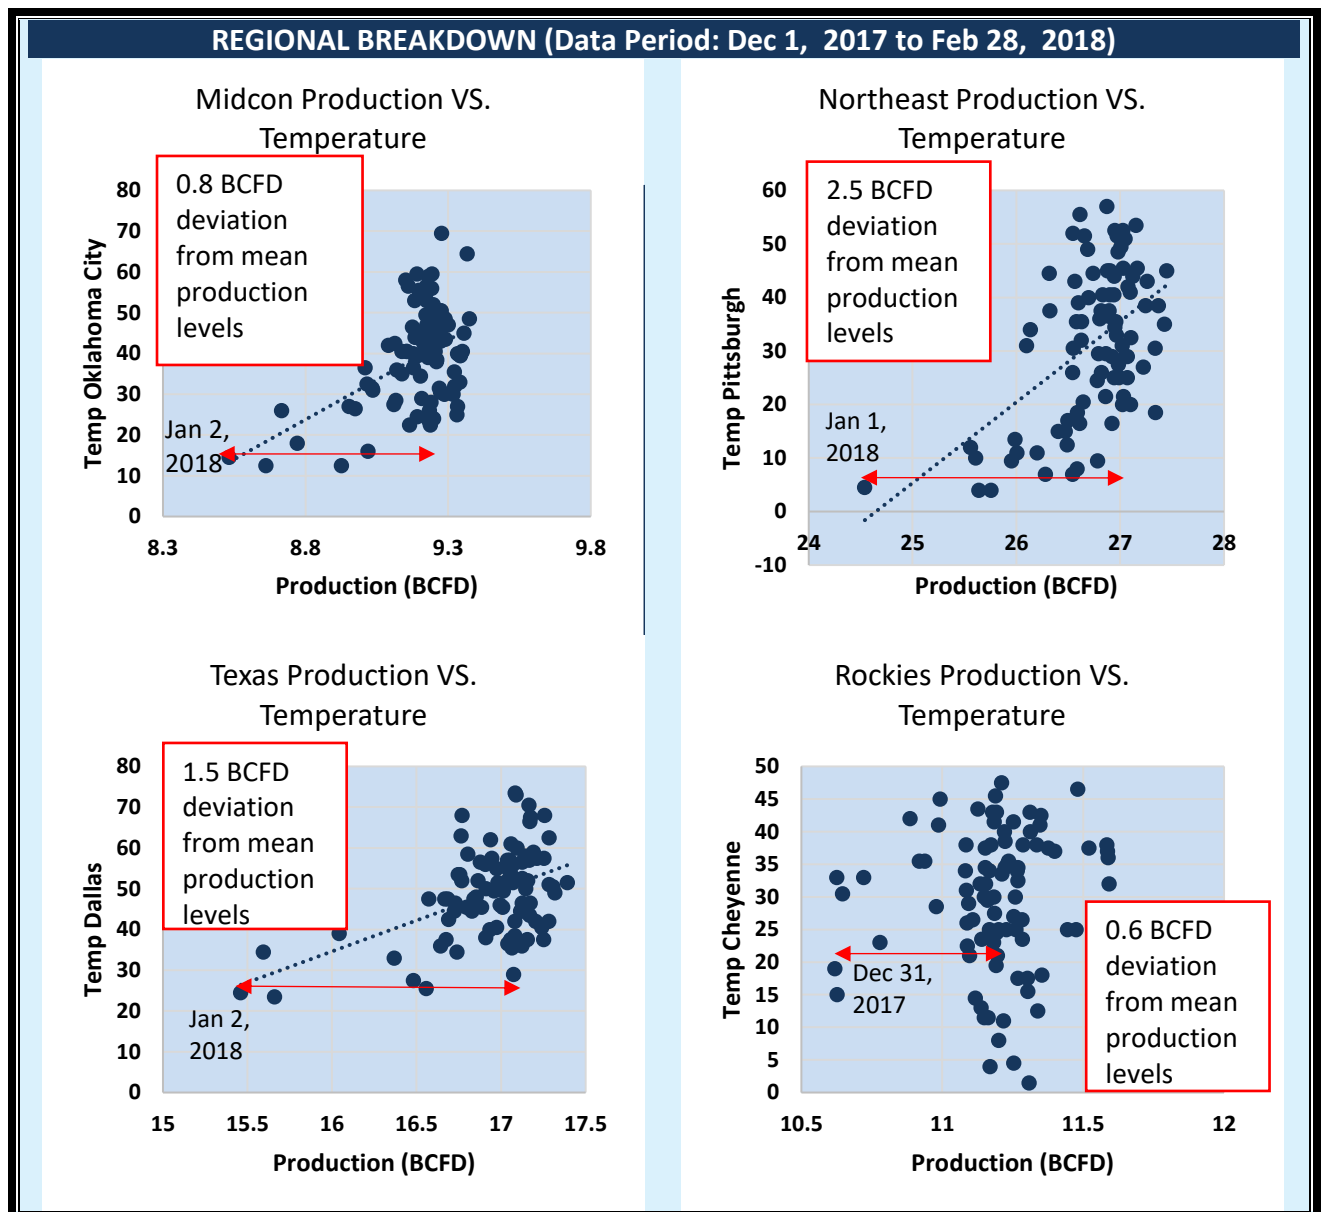 REGIONAL BREAKDOWN (Data Period: Dec 1, 2017 to Feb 28, 2018)
Midcon Production VS.
Temperature
0.8 BCFD
deviation
from mean
production
levels
Temp Oklahoma City
80
70
60
50
40
30
20
10
0
Jan 2,
2018
8.3
8.8
9.3
9.8
Production (BCFD)
Northeast Production VS.
Temperature
2.5 BCFD
deviation
from mean
production
levels
Temp Pittsburgh
60
50
40
30
20
10
0
-10
Jan 1,
2018
24
25
26
27
28
Production (BCFD)
Texas Production VS.
Temperature
1.5 BCFD
deviation
from mean
production
levels
Temp Dallas
80
70
60
50
40
30
20
10
0
Jan 2,
2018
15
15.5
16
16.5
17
17.5
Production (BCFD)
Rockies Production VS.
Temperature
Temp Cheyenne
50
45
40
35
30
25
20
15
10
5
0
Dec 31,
2017
0.6 BCFD
deviation
from mean
production
levels
10.5
11
11.5
12
Production (BCFD)